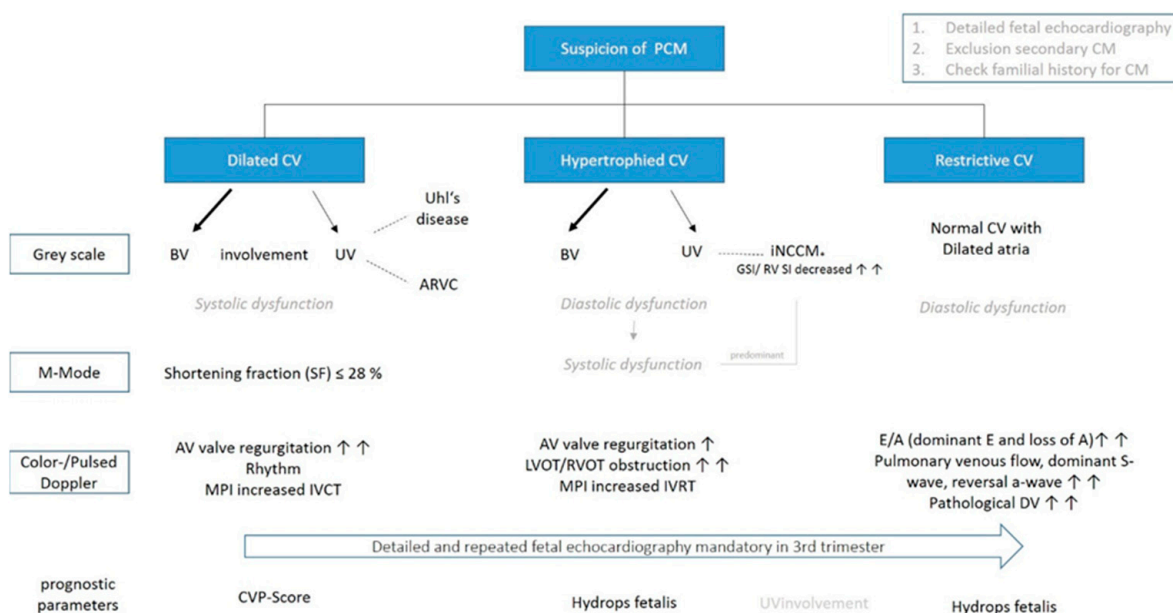 Suspicion of PCM
1. Detailed fetal echocardiography
2. Exclusion secondary CM
3. Check familial history for CM
Dilated CV
Hypertrophied CV
Restrictive CV
Grey scale
BV involvement UV
Uhl's
disease
ARVC
Systolic dysfunction
BV
UV
iNCCM.
GSI/ RV SI decreased ↑ ↑
Diastolic dysfunction
Systolic dysfunction
predominant
Normal CV with
Dilated atria
Diastolic dysfunction
M-Mode
Shortening fraction (SF) ≤ 28 %
Color-/Pulsed
Doppler
AV valve regurgitation ↑ ↑
Rhythm
MPI increased IVCT
AV valve regurgitation ↑
LVOT/RVOT obstruction ↑ ↑
MPI increased IVRT
E/A (dominant E and loss of A)↑ ↑
Pulmonary venous flow, dominant S-
wave, reversal a-wave ↑ ↑
Pathological DV ↑ ↑
Detailed and repeated fetal echocardiography mandatory in 3rd trimester
prognostic
parameters
CVP-Score
Hydrops fetalis
UVinvolvement
Hydrops fetalis